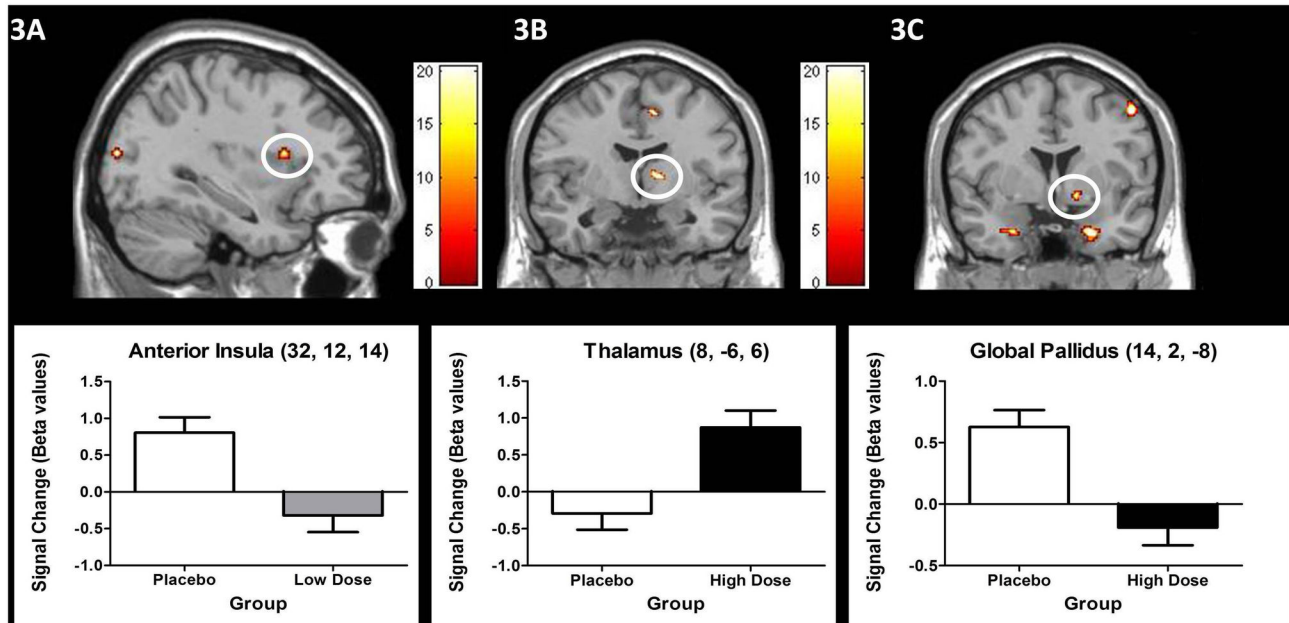 3A
3B
3C
20
15
10
5
0
20
15
10
5
0
Anterior Insula (32, 12, 14)
Signal Change (Beta values)
1.5
1.0
0.5
0.0
-0.5
-1.0
Placebo
Low Dose
Group
Thalamus (8, -6, 6)
Signal Change (Beta values)
1.5
1.0
0.5
0.0
-0.5
-1.0
Placebo
High Dose
Group
Global Pallidus (14, 2, -8)
Signal Change (Beta values)
1.0
0.5
0.0
-0.5
Placebo
High Dose
Group